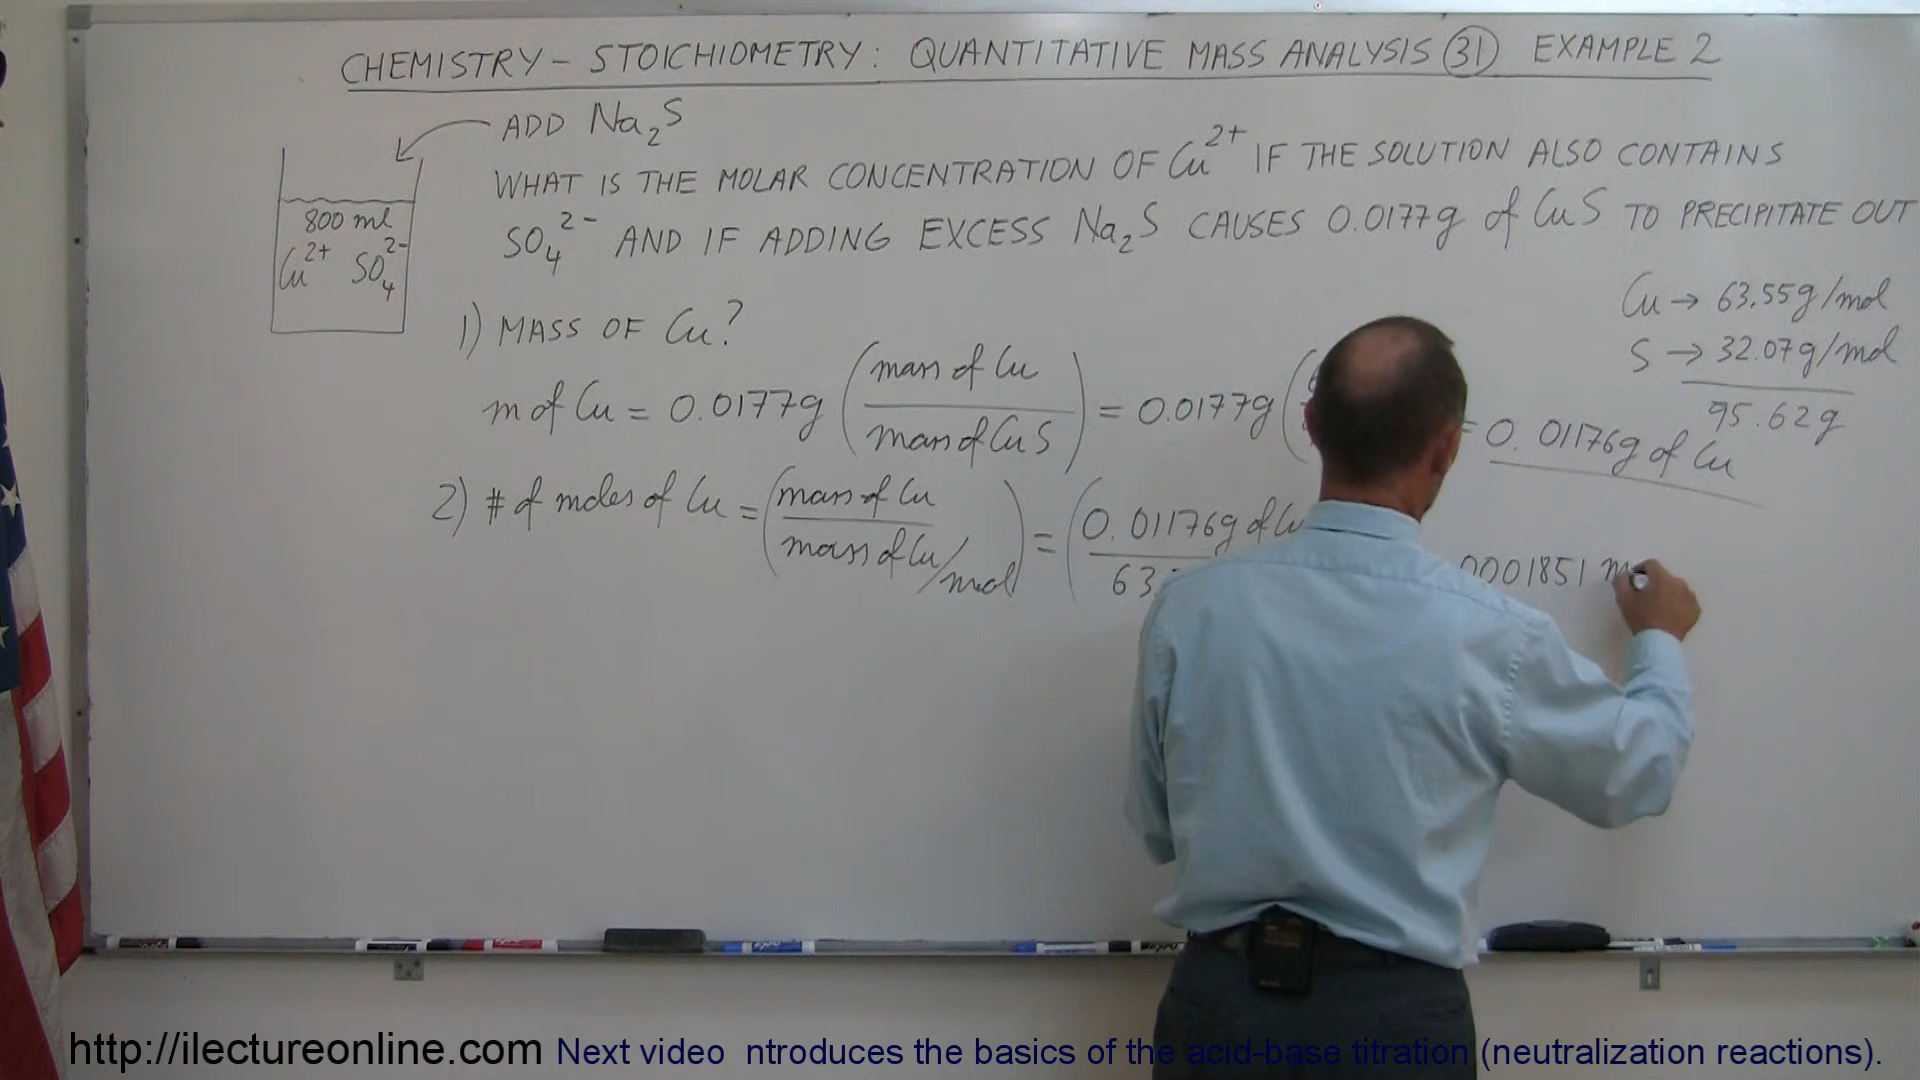 CHEMISTRY – STOICHIOMETRY: QUANTITATIVE MASS ANALYSIS (31) EXAMPLE 2
ADD Na₂S
WHAT IS THE MOLAR CONCENTRATION OF Cu²⁺ IF THE SOLUTION ALSO CONTAINS
SO₄²⁻ AND IF ADDING EXCESS Na₂S CAUSES 0.0177g of CuS TO PRECIPITATE OUT
800 ml
Cu²⁺ SO₄²⁻
Cu → 63.55g/mol
S → 32.07g/mol
95.62g
1) MASS OF Cu?
m of Cu = 0.0177g (mass of Cu / mass of CuS) = 0.0177g ( = 0.01176g of Cu
2) # of moles of Cu = (mass of Cu / mass of Cu/mol) = (0.01176g of Cu / 63. 0001851 m
http://ilectureonline.com Next video ntroduces the basics of the acid-base titration (neutralization reactions).